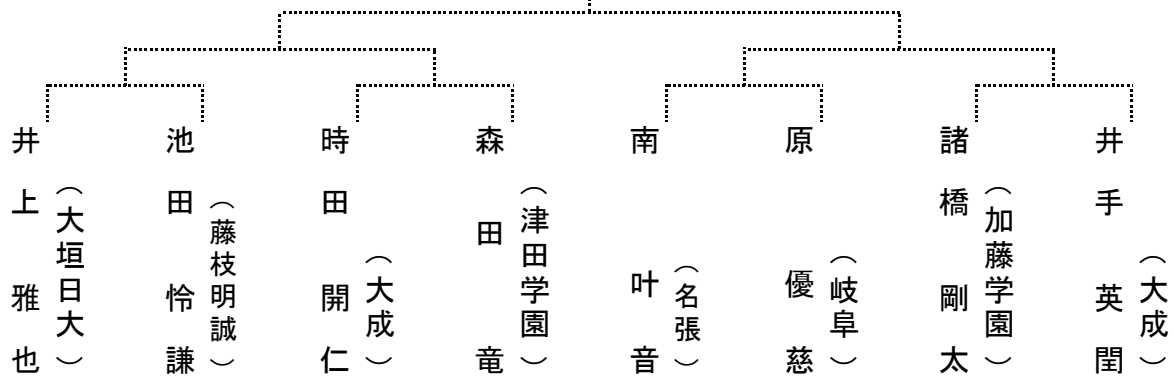 井上雅也
（大垣日大）
池田怜謙
（藤枝明誠）
時田開仁
（大成）
森田竜
（津田学園）
南叶音
（名張）
原優慈
（岐阜）
諸橋剛太
（加藤学園）
井手英閏
（大成）